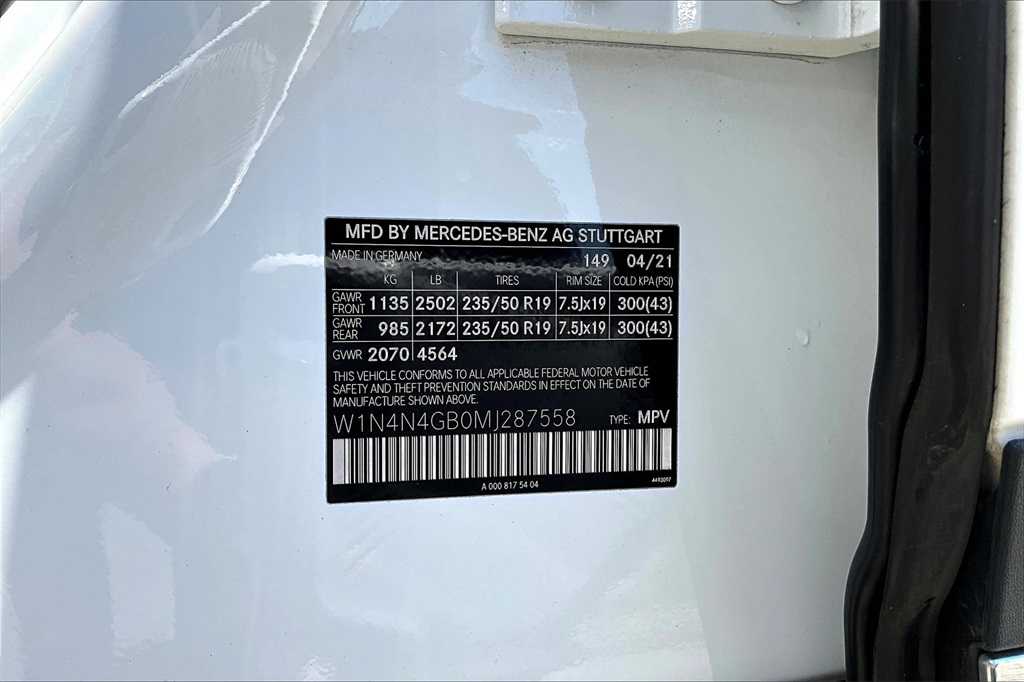 MFD BY MERCEDES-BENZ AG STUTTGART
MADE IN GERMANY 149 04/21
KG LB TIRES RIM SIZE COLD KPA (PSI)
GAWR FRONT 1135 2502 235/50 R19 7.5Jx19 300(43)
GAWR REAR 985 2172 235/50 R19 7.5Jx19 300(43)
GVWR 2070 4564
THIS VEHICLE CONFORMS TO ALL APPLICABLE FEDERAL MOTOR VEHICLE
SAFETY AND THEFT PREVENTION STANDARDS IN EFFECT ON THE DATE OF
MANUFACTURE SHOWN ABOVE.
W1N4N4GB0MJ287558 TYPE: MPV
A 000 817 54 04 4493097